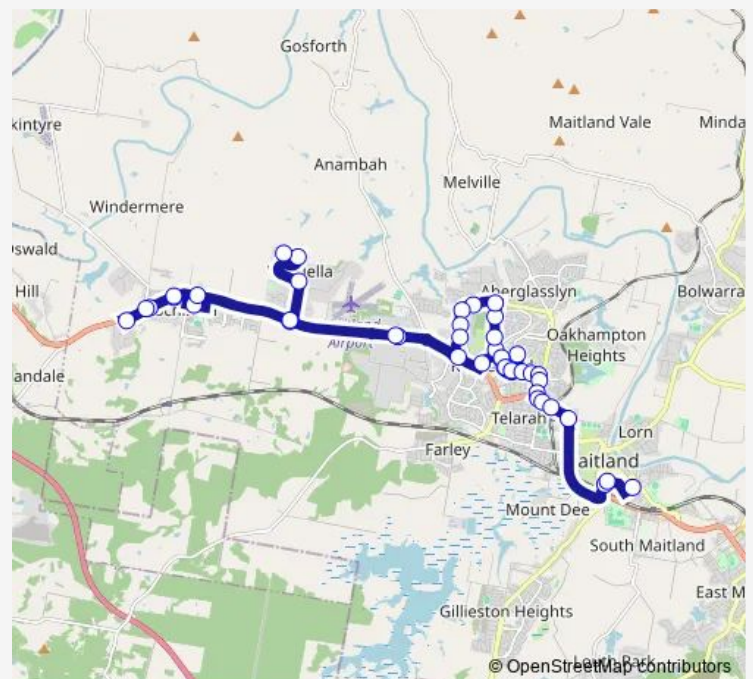 Gosforth
kintyre
Maitland Vale
Minda
Anambah
Melville
Windermere
Oswald
ella
Hill
Aberglasslyn
Bolwarra
Airport
Oakhampton
Heights
andale
Telarah
Lorn
Farley
aitland
Mount Dee
South Maitland
East M
Gillieston Heights
© OpenStreetMap contributors